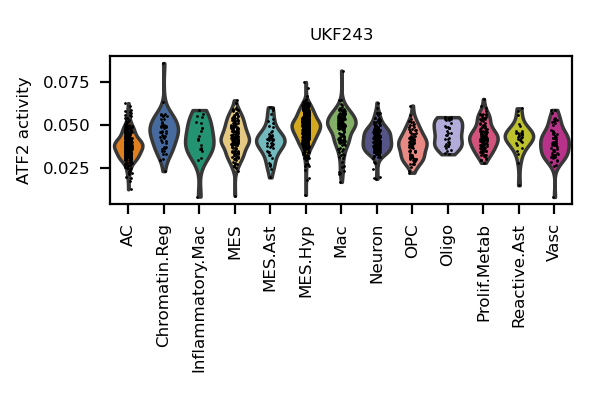 UKF243
ATF2 activity
0.075
0.050
0.025
AC
Chromatin.Reg
Inflammatory.Mac
MES
MES.Ast
MES.Hyp
Mac
Neuron
OPC
Oligo
Prolif.Metab
Reactive.Ast
Vasc